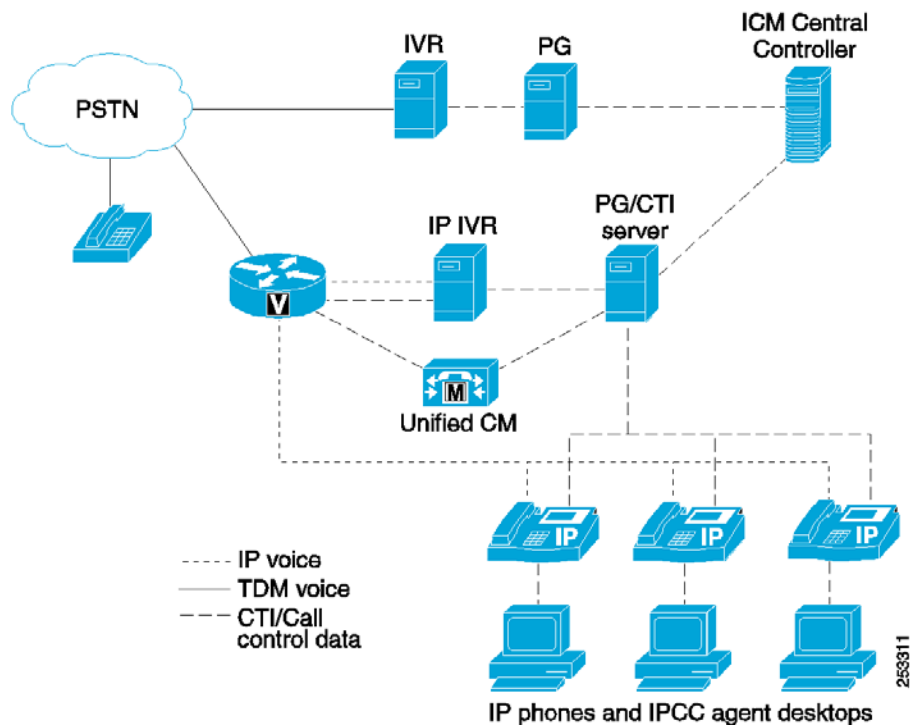 ICM Central
Controller
IVR
PG
PSTN
PG/CTI
server
IP IVR
V
M
Unified CM
IP
IP
IP
IP voice
TDM voice
CTI/Call
control data
253311
IP phones and IPCC agent desktops